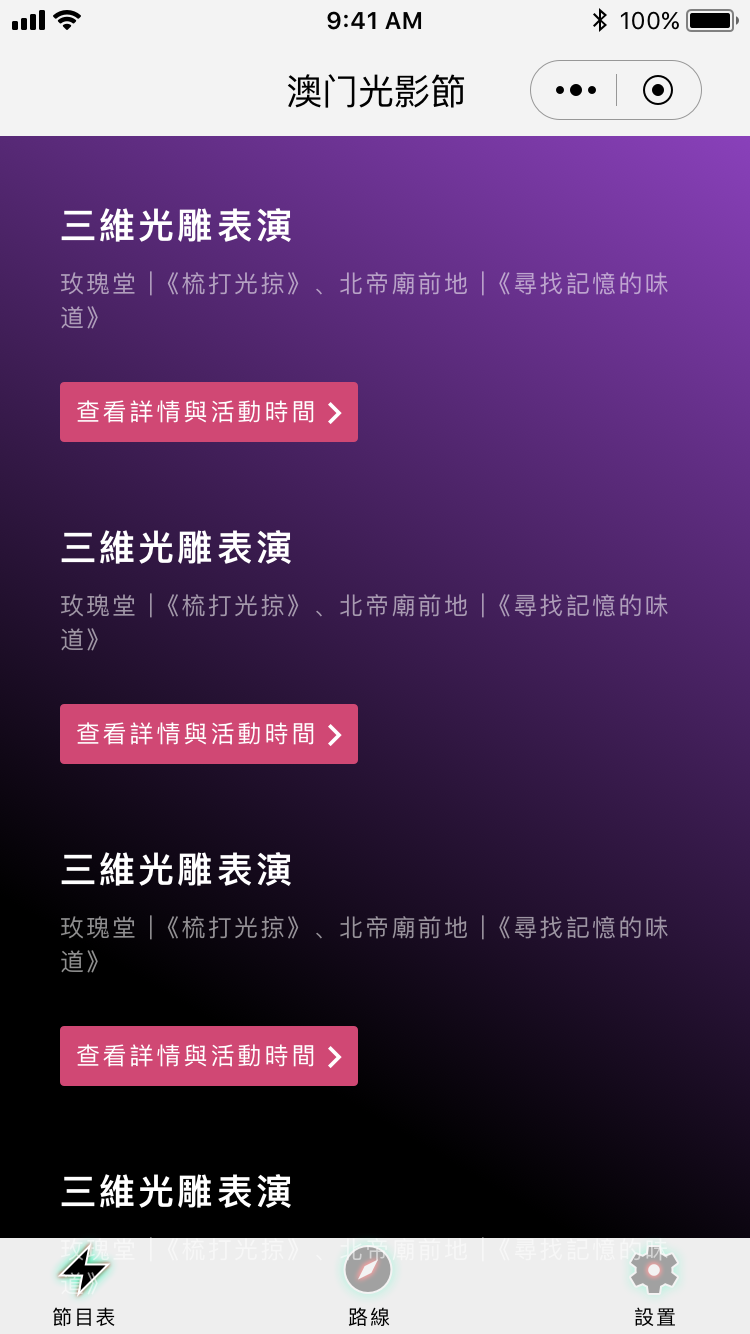 9:41 AM 100%
澳门光影節
三維光雕表演
玫瑰堂 |《梳打光掠》、北帝廟前地 |《尋找記憶的味
道》
查看詳情與活動時間
三維光雕表演
玫瑰堂 |《梳打光掠》、北帝廟前地 |《尋找記憶的味
道》
查看詳情與活動時間
三維光雕表演
玫瑰堂 |《梳打光掠》、北帝廟前地 |《尋找記憶的味
道》
查看詳情與活動時間
三維光雕表演
玫瑰堂 |《梳打光掠》、北帝廟前地 |《尋找記憶的味
道》
節目表 路線 設置